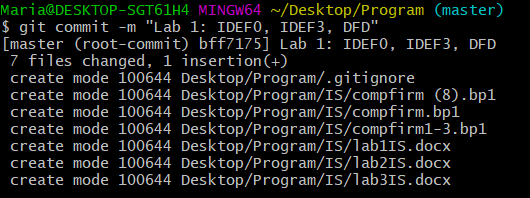 Maria@DESKTOP-SGT61H4 MINGW64 ~/Desktop/Program (master)
$ git commit -m "Lab 1: IDEF0, IDEF3, DFD"
[master (root-commit) bff7175] Lab 1: IDEF0, IDEF3, DFD
 7 files changed, 1 insertion(+)
 create mode 100644 Desktop/Program/.gitignore
 create mode 100644 Desktop/Program/IS/compfirm (8).bp1
 create mode 100644 Desktop/Program/IS/compfirm.bp1
 create mode 100644 Desktop/Program/IS/compfirm1-3.bp1
 create mode 100644 Desktop/Program/IS/lab1IS.docx
 create mode 100644 Desktop/Program/IS/lab2IS.docx
 create mode 100644 Desktop/Program/IS/lab3IS.docx